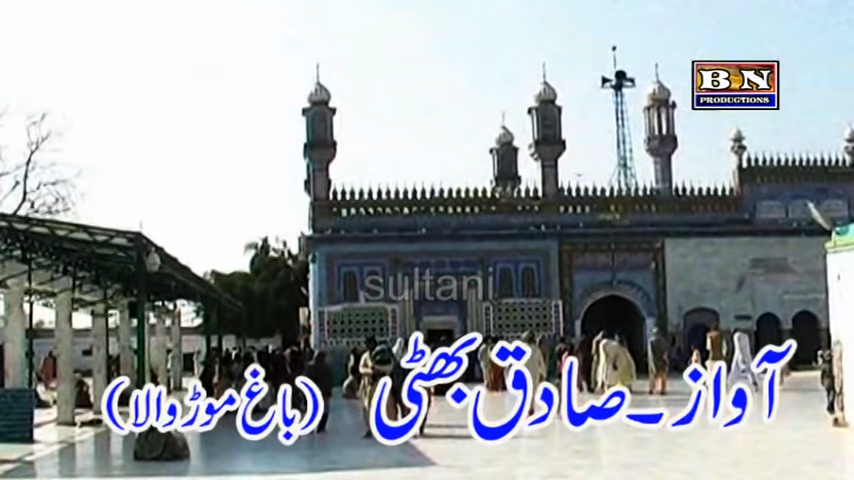 BN
PRODUCTIONS
sultani
آواز۔صادق بھٹی (باغ موڑ والا)